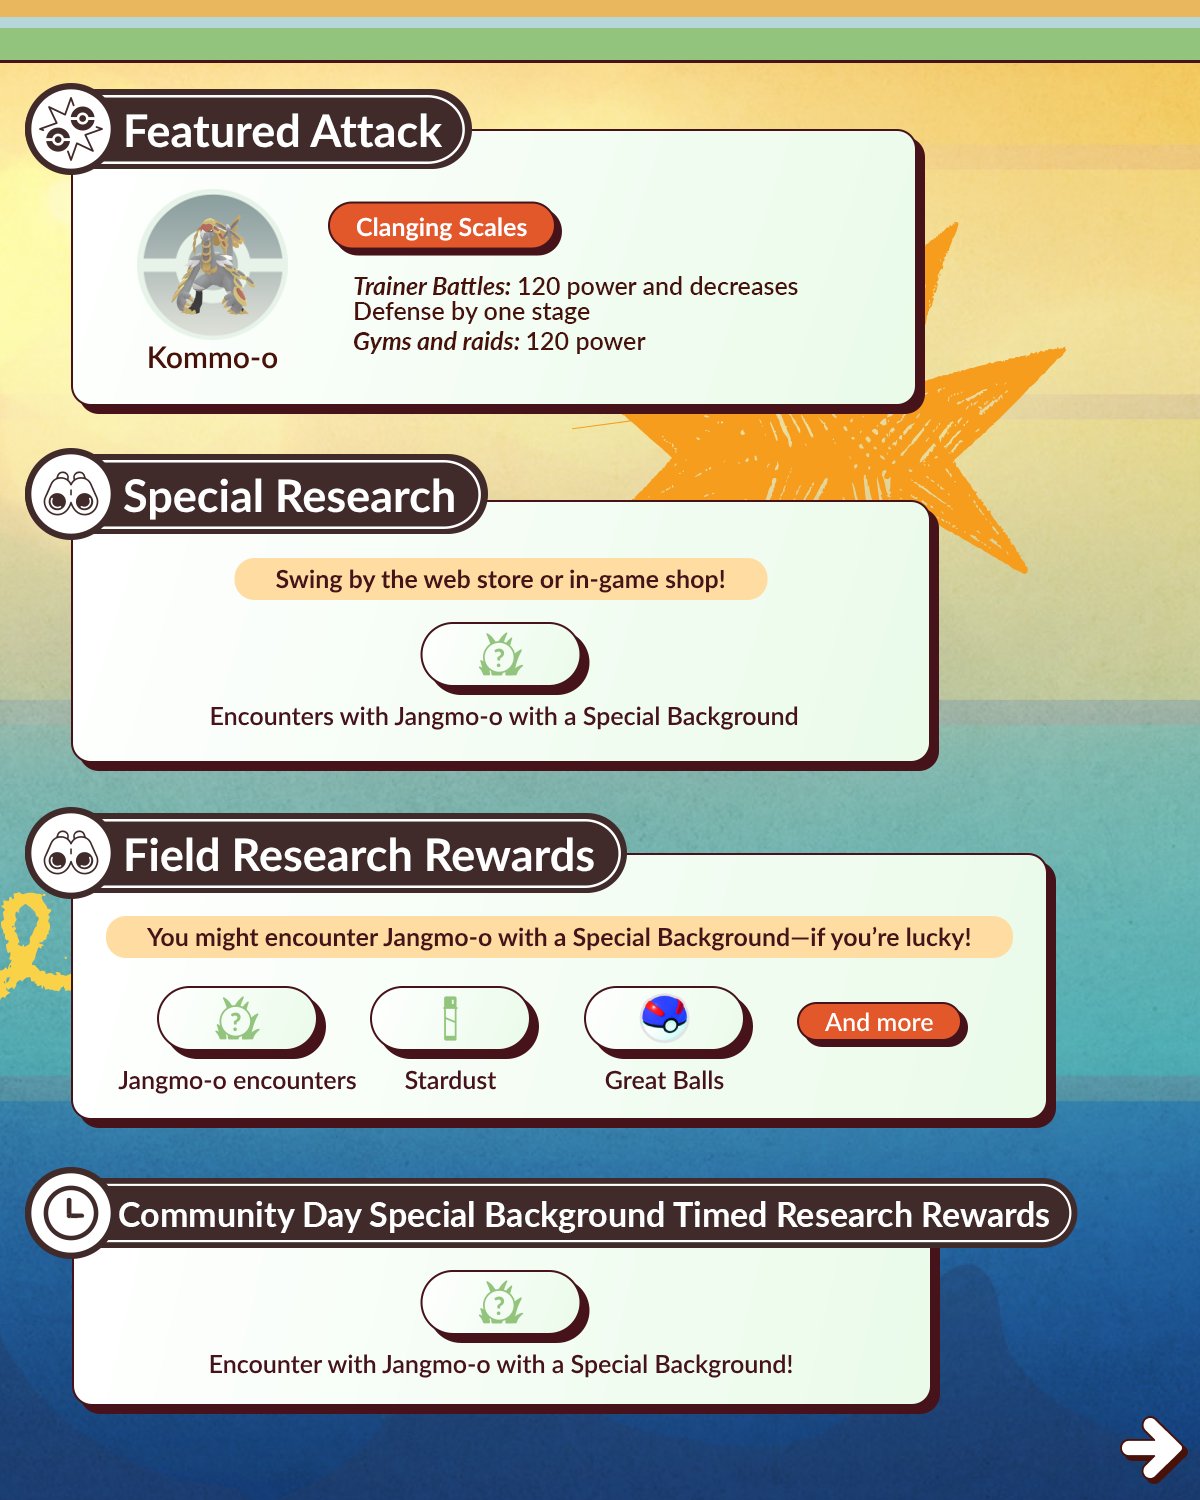 Featured Attack
Clanging Scales
Trainer Battles: 120 power and decreases
Defense by one stage
Gyms and raids: 120 power
Kommo-o
Special Research
Swing by the web store or in-game shop!
?
Encounters with Jangmo-o with a Special Background
Field Research Rewards
You might encounter Jangmo-o with a Special Background—if you're lucky!
?
And more
Jangmo-o encounters
Stardust
Great Balls
Community Day Special Background Timed Research Rewards
?
Encounter with Jangmo-o with a Special Background!